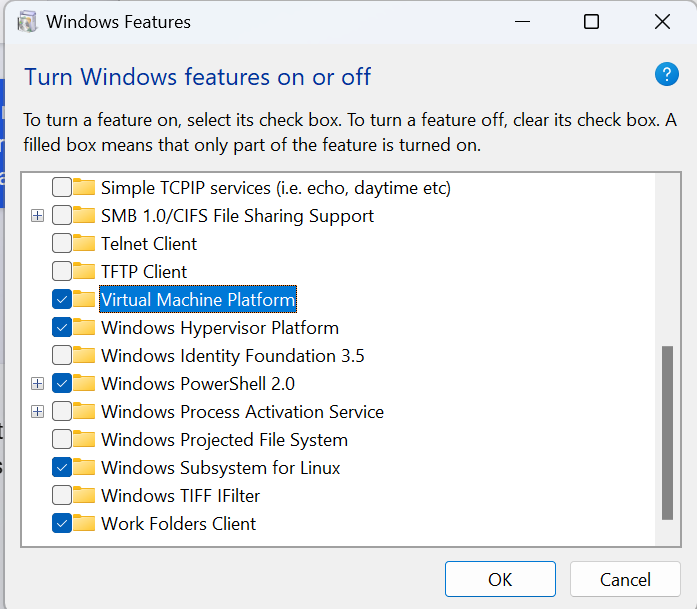 Windows Features
Turn Windows features on or off
?
To turn a feature on, select its check box. To turn a feature off, clear its check box. A
filled box means that only part of the feature is turned on.
Simple TCPIP services (i.e. echo, daytime etc)
SMB 1.0/CIFS File Sharing Support
Telnet Client
TFTP Client
Virtual Machine Platform
Windows Hypervisor Platform
Windows Identity Foundation 3.5
Windows PowerShell 2.0
Windows Process Activation Service
Windows Projected File System
Windows Subsystem for Linux
Windows TIFF IFilter
Work Folders Client
OK
Cancel